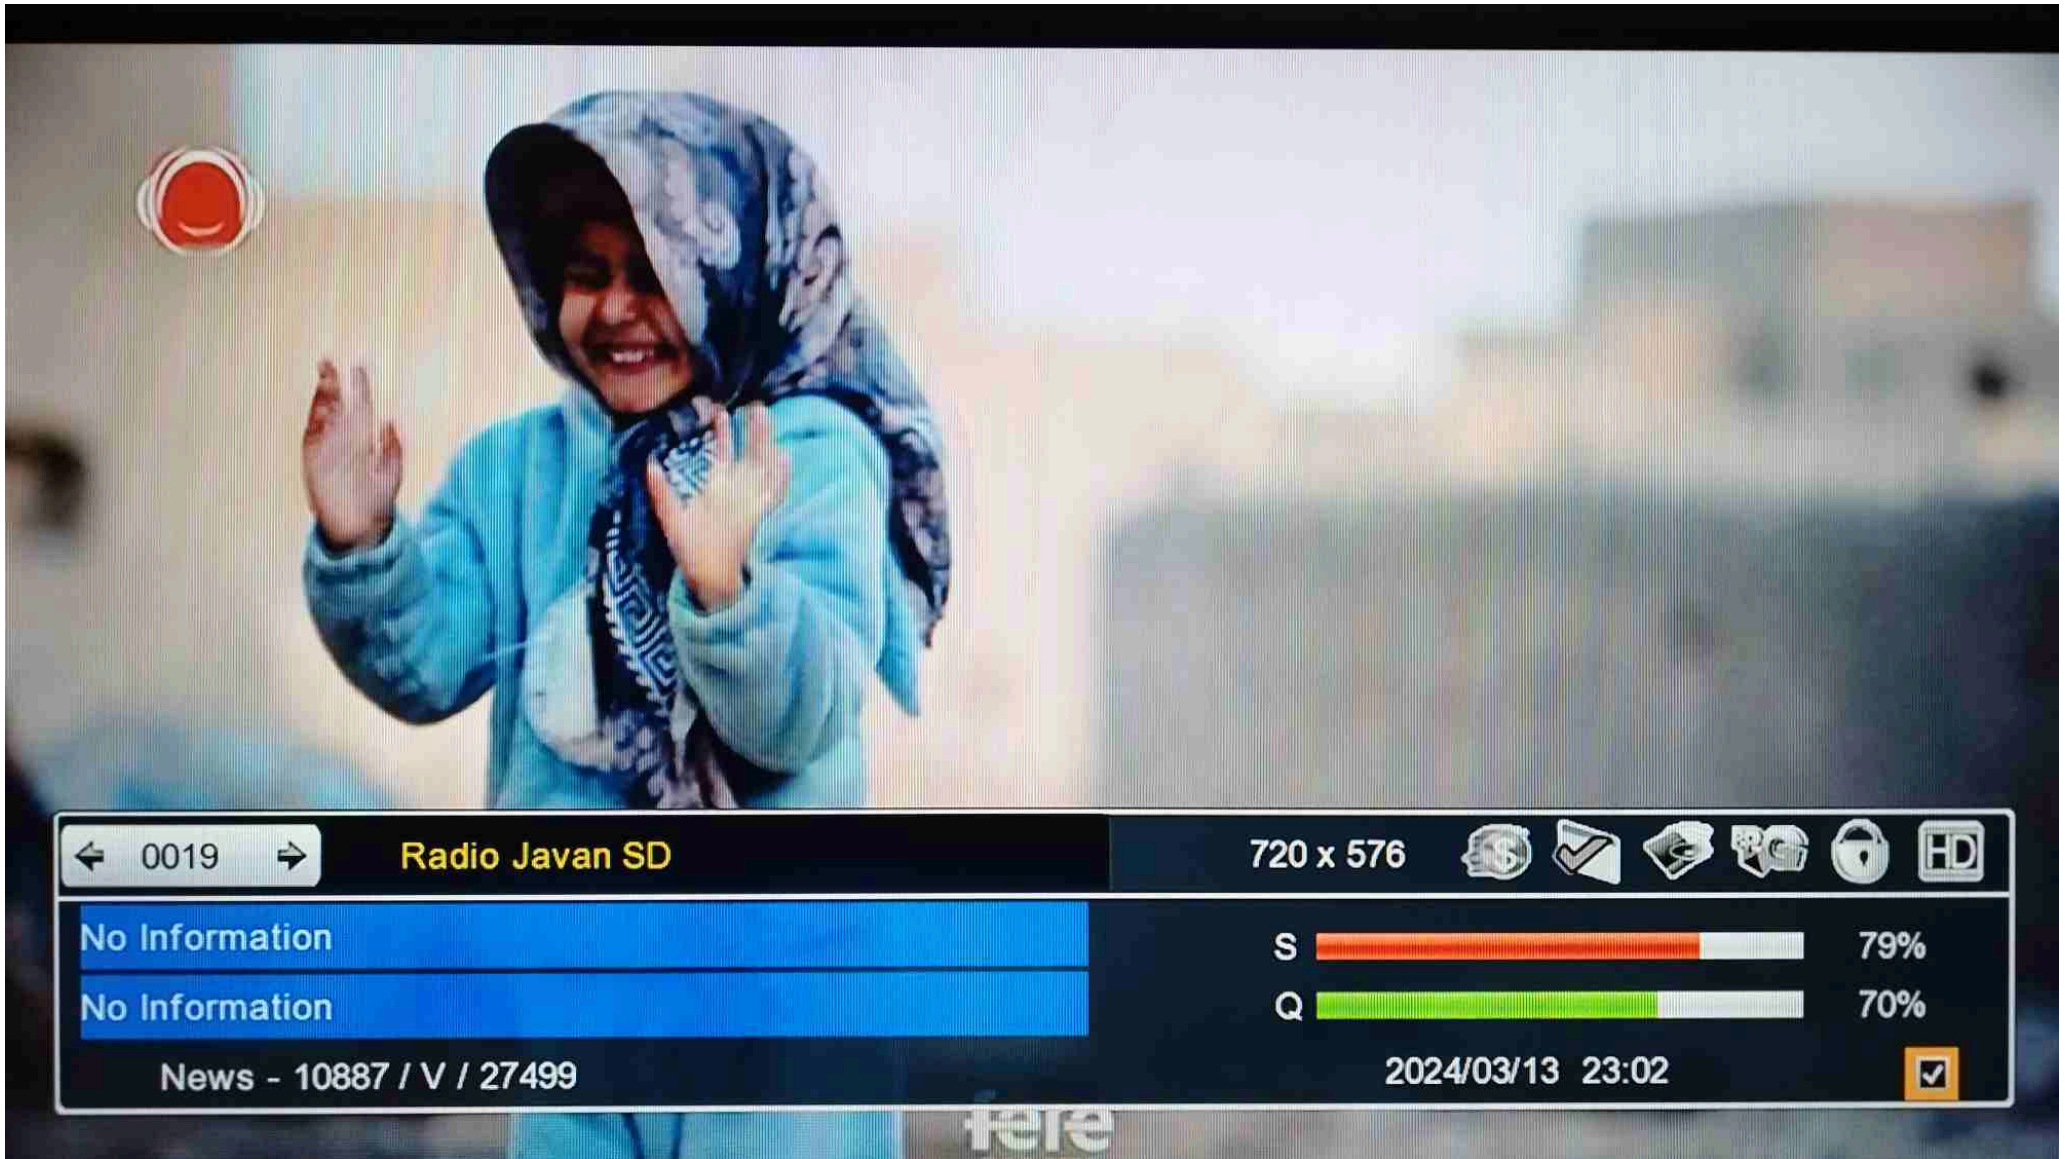 0019
Radio Javan SD
720 x 576
HD
No Information
S 79%
No Information
Q 70%
News - 10887 / V / 27499
2024/03/13 23:02